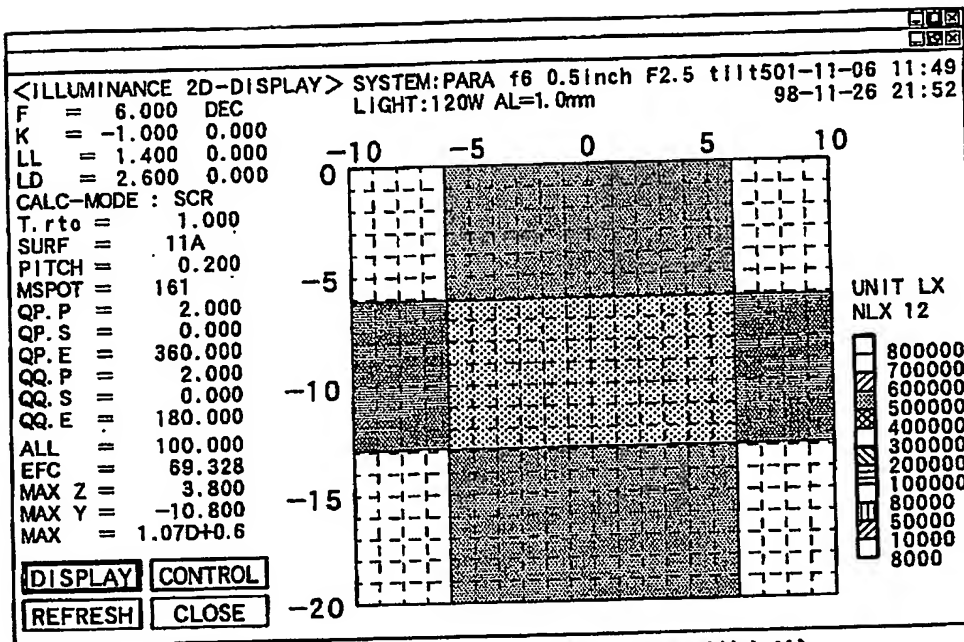 <ILLUMINANCE 2D-DISPLAY> SYSTEM:PARA f6 0.5inch F2.5 tilt501-11-06 11:49
LIGHT:120W AL=1.0mm 98-11-26 21:52
F = 6.000 DEC
K = -1.000 0.000
LL = 1.400 0.000
LD = 2.600 0.000
CALC-MODE : SCR
T.rto = 1.000
SURF = 11A
PITCH = 0.200
MSPOT = 161
QP.P = 2.000
QP.S = 0.000
QP.E = 360.000
QQ.P = 2.000
QQ.S = 0.000
QQ.E = 180.000
ALL = 100.000
EFC = 69.328
MAX Z = 3.800
MAX Y = -10.800
MAX = 1.07D+0.6
DISPLAY CONTROL
REFRESH CLOSE
-10 -5 0 5 10
0
-5
-10
-15
-20
UNIT LX
NLX 12
800000
700000
600000
500000
400000
300000
200000
100000
80000
50000
10000
8000